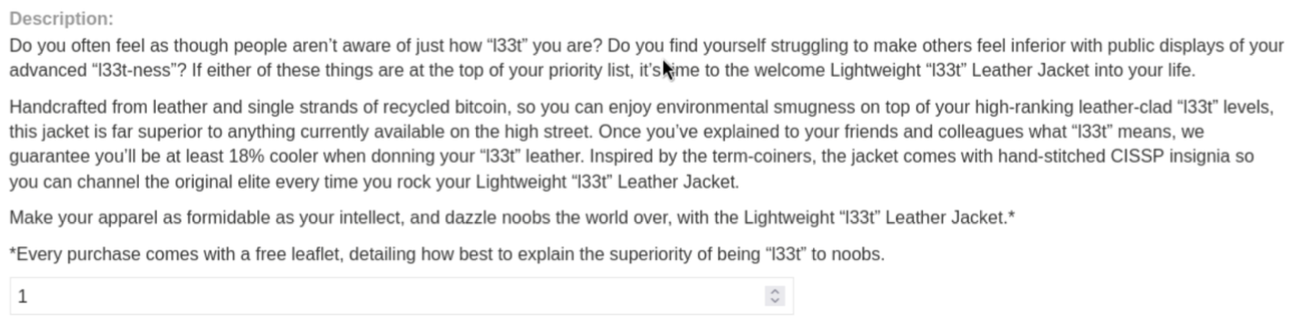 Description:
Do you often feel as though people aren’t aware of just how “l33t” you are? Do you find yourself struggling to make others feel inferior with public displays of your
advanced “l33t-ness”? If either of these things are at the top of your priority list, it’s time to the welcome Lightweight “l33t” Leather Jacket into your life.
Handcrafted from leather and single strands of recycled bitcoin, so you can enjoy environmental smugness on top of your high-ranking leather-clad “l33t” levels,
this jacket is far superior to anything currently available on the high street. Once you’ve explained to your friends and colleagues what “l33t” means, we
guarantee you’ll be at least 18% cooler when donning your “l33t” leather. Inspired by the term-coiners, the jacket comes with hand-stitched CISSP insignia so
you can channel the original elite every time you rock your Lightweight “l33t” Leather Jacket.
Make your apparel as formidable as your intellect, and dazzle noobs the world over, with the Lightweight “l33t” Leather Jacket.*
*Every purchase comes with a free leaflet, detailing how best to explain the superiority of being “l33t” to noobs.
1